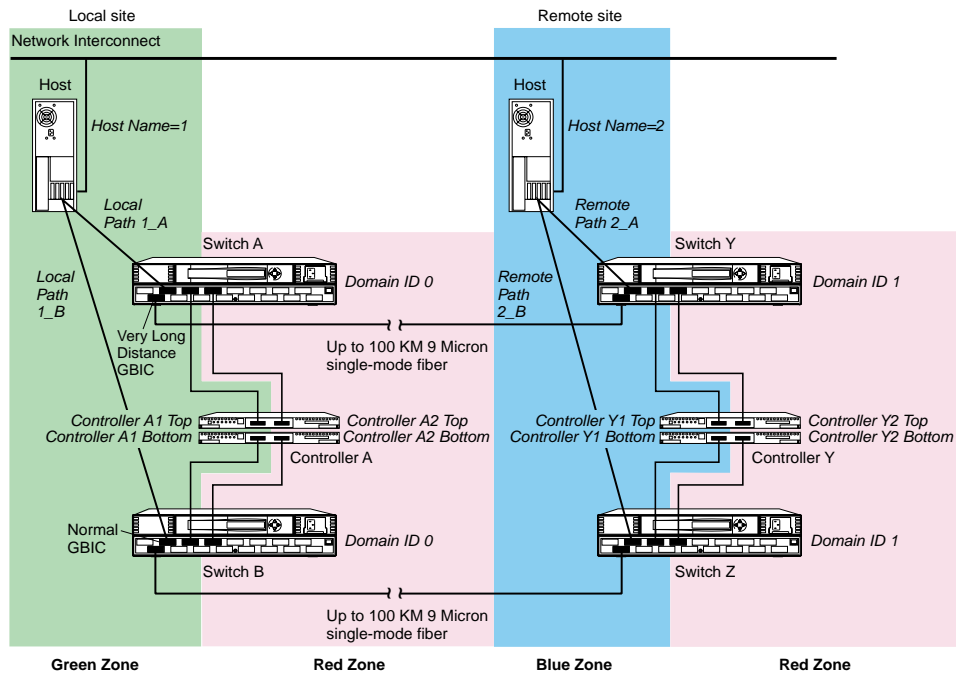 Local site
Remote site
Network Interconnect
Host
Host
Host Name=1
Host Name=2
Local
Path 1_A
Remote
Path 2_A
Switch A
Switch Y
Local
Path
1_B
Domain ID 0
Remote
Path
2_B
Domain ID 1
Very Long
Distance
GBIC
Up to 100 KM 9 Micron
single-mode fiber
Controller A1 Top
Controller A2 Top
Controller Y1 Top
Controller Y2 Top
Controller A1 Bottom
Controller A2 Bottom
Controller Y1 Bottom
Controller Y2 Bottom
Controller A
Controller Y
Normal
GBIC
Domain ID 0
Domain ID 1
Switch B
Switch Z
Up to 100 KM 9 Micron
single-mode fiber
Green Zone
Red Zone
Blue Zone
Red Zone